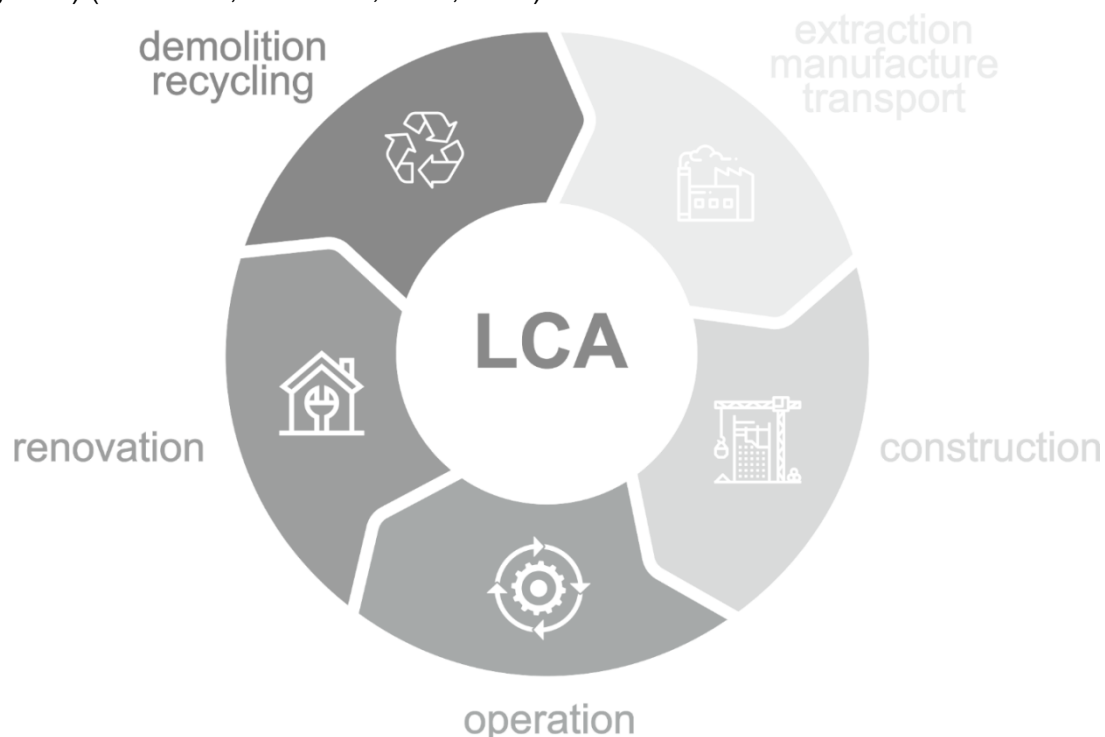 demolition
recycling
extraction
manufacture
transport
LCA
renovation
construction
operation